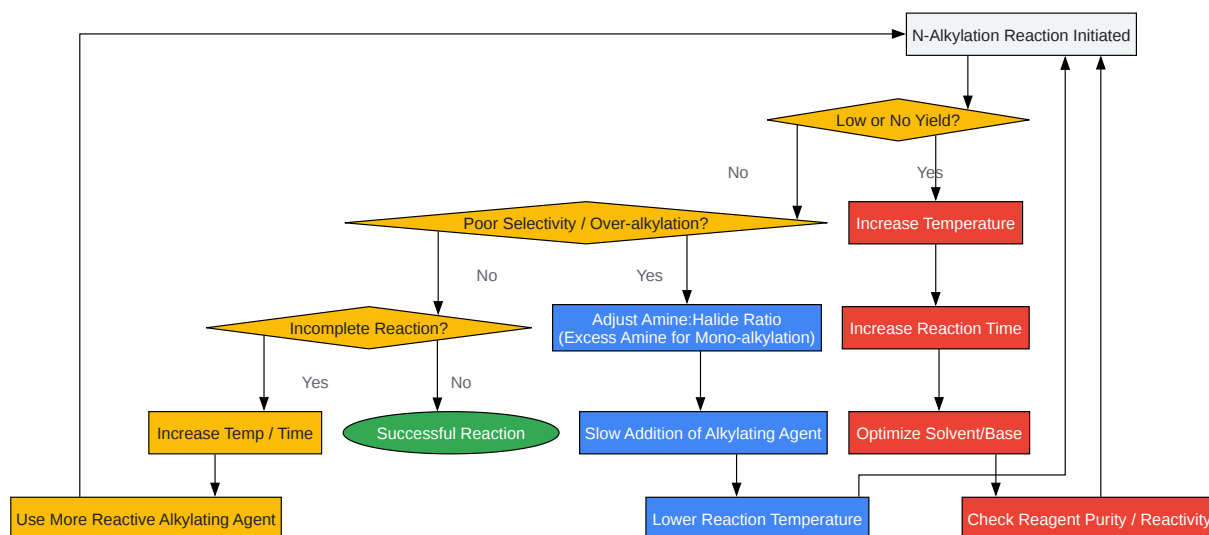 N-Alkylation Reaction Initiated
Low or No Yield?
No
Yes
Poor Selectivity / Over-alkylation?
Increase Temperature
No
Yes
Incomplete Reaction?
Adjust Amine:Halide Ratio
(Excess Amine for Mono-alkylation)
Increase Reaction Time
Yes
No
Increase Temp / Time
Successful Reaction
Slow Addition of Alkylating Agent
Optimize Solvent/Base
Use More Reactive Alkylating Agent
Lower Reaction Temperature
Check Reagent Purity / Reactivity